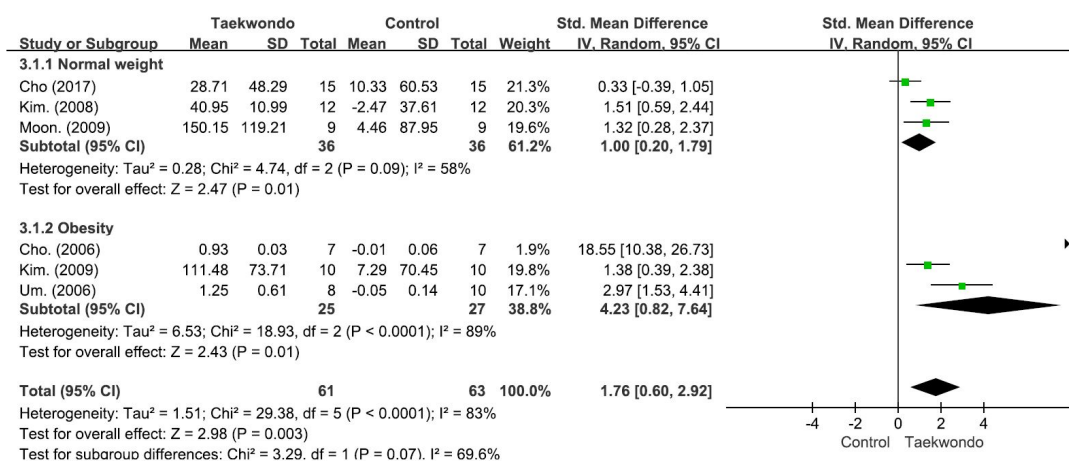 Taekwondo Control Std. Mean Difference Std. Mean Difference
Study or Subgroup Mean SD Total Mean SD Total Weight IV, Random, 95% CI IV, Random, 95% CI
3.1.1 Normal weight
Cho (2017) 28.71 48.29 15 10.33 60.53 15 21.3% 0.33 [-0.39, 1.05]
Kim. (2008) 40.95 10.99 12 -2.47 37.61 12 20.3% 1.51 [0.59, 2.44]
Moon. (2009) 150.15 119.21 9 4.46 87.95 9 19.6% 1.32 [0.28, 2.37]
Subtotal (95% CI) 36 36 61.2% 1.00 [0.20, 1.79]
Heterogeneity: Tau² = 0.28; Chi² = 4.74, df = 2 (P = 0.09); I² = 58%
Test for overall effect: Z = 2.47 (P = 0.01)
3.1.2 Obesity
Cho. (2006) 0.93 0.03 7 -0.01 0.06 7 1.9% 18.55 [10.38, 26.73]
Kim. (2009) 111.48 73.71 10 7.29 70.45 10 19.8% 1.38 [0.39, 2.38]
Um. (2006) 1.25 0.61 8 -0.05 0.14 10 17.1% 2.97 [1.53, 4.41]
Subtotal (95% CI) 25 27 38.8% 4.23 [0.82, 7.64]
Heterogeneity: Tau² = 6.53; Chi² = 18.93, df = 2 (P < 0.0001); I² = 89%
Test for overall effect: Z = 2.43 (P = 0.01)
Total (95% CI) 61 63 100.0% 1.76 [0.60, 2.92]
Heterogeneity: Tau² = 1.51; Chi² = 29.38, df = 5 (P < 0.0001); I² = 83%
Test for overall effect: Z = 2.98 (P = 0.003)
Test for subgroup differences: Chi² = 3.29, df = 1 (P = 0.07), I² = 69.6%
-4 -2 0 2 4
Control Taekwondo